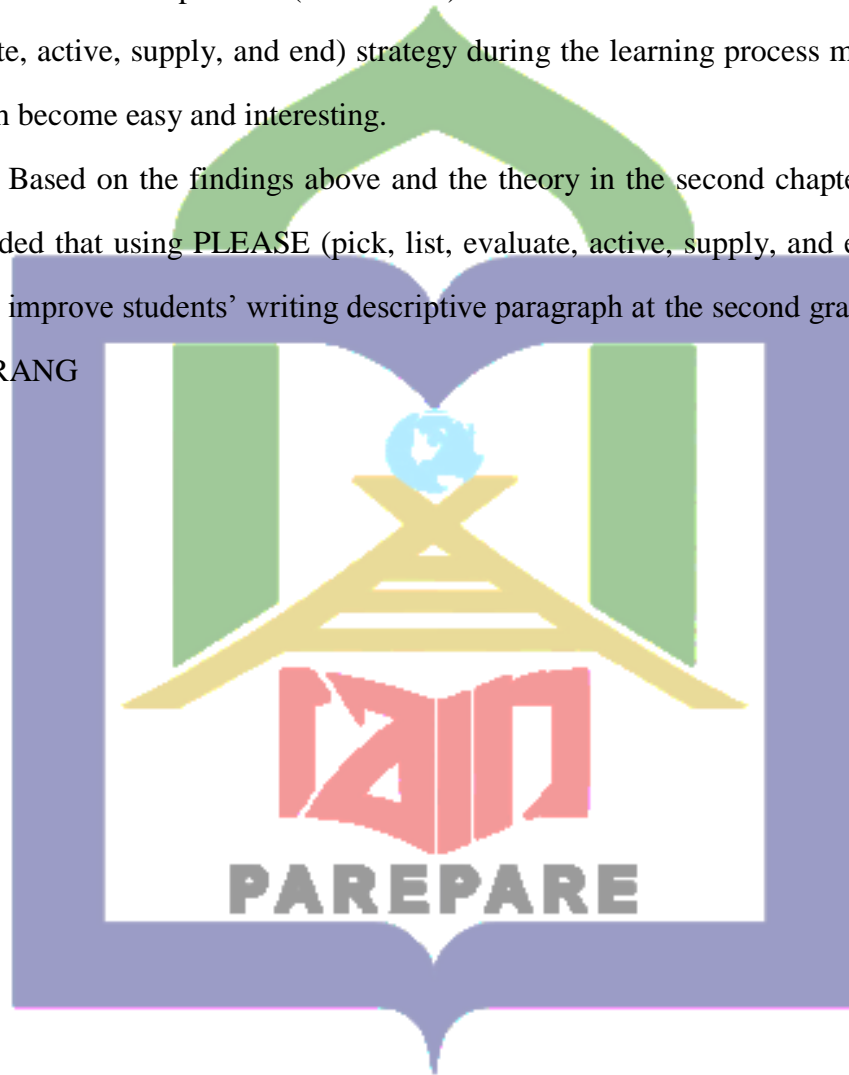 te, active, supply, and end) strategy during the learning process m
n become easy and interesting.
Based on the findings above and the theory in the second chapte
ded that using PLEASE (pick, list, evaluate, active, supply, and e
improve students' writing descriptive paragraph at the second gra
RANG
iain
PAREPARE